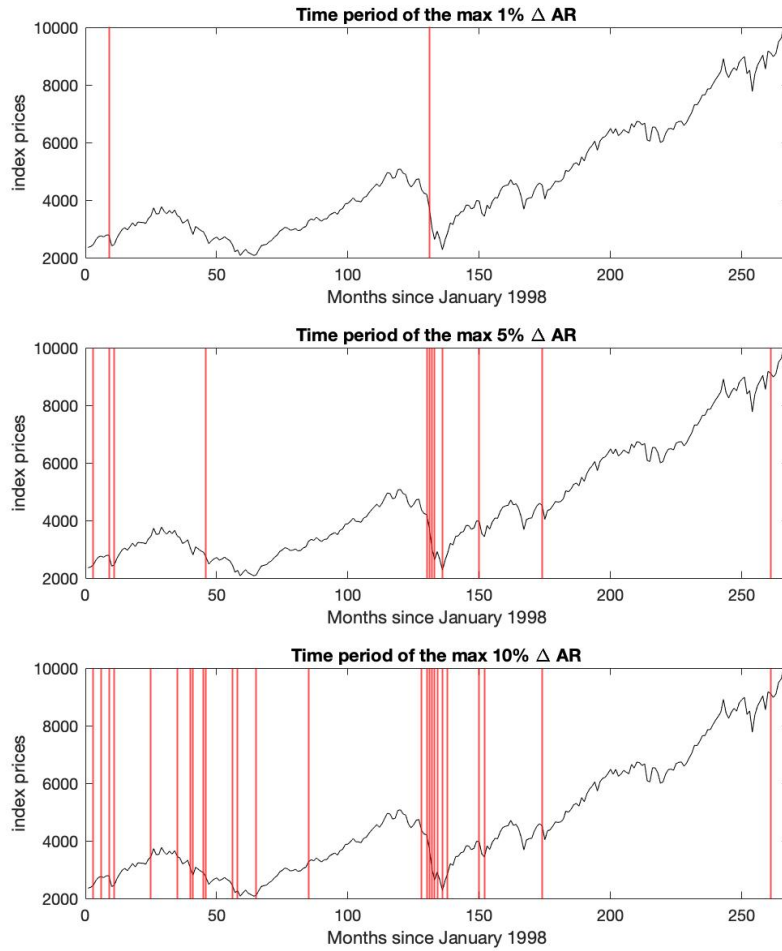 Time period of the max 1% Δ AR
10000
8000
6000
4000
2000
index prices
0 50 100 150 200 250
Months since January 1998
Time period of the max 5% Δ AR
10000
8000
6000
4000
2000
index prices
0 50 100 150 200 250
Months since January 1998
Time period of the max 10% Δ AR
10000
8000
6000
4000
2000
index prices
0 50 100 150 200 250
Months since January 1998